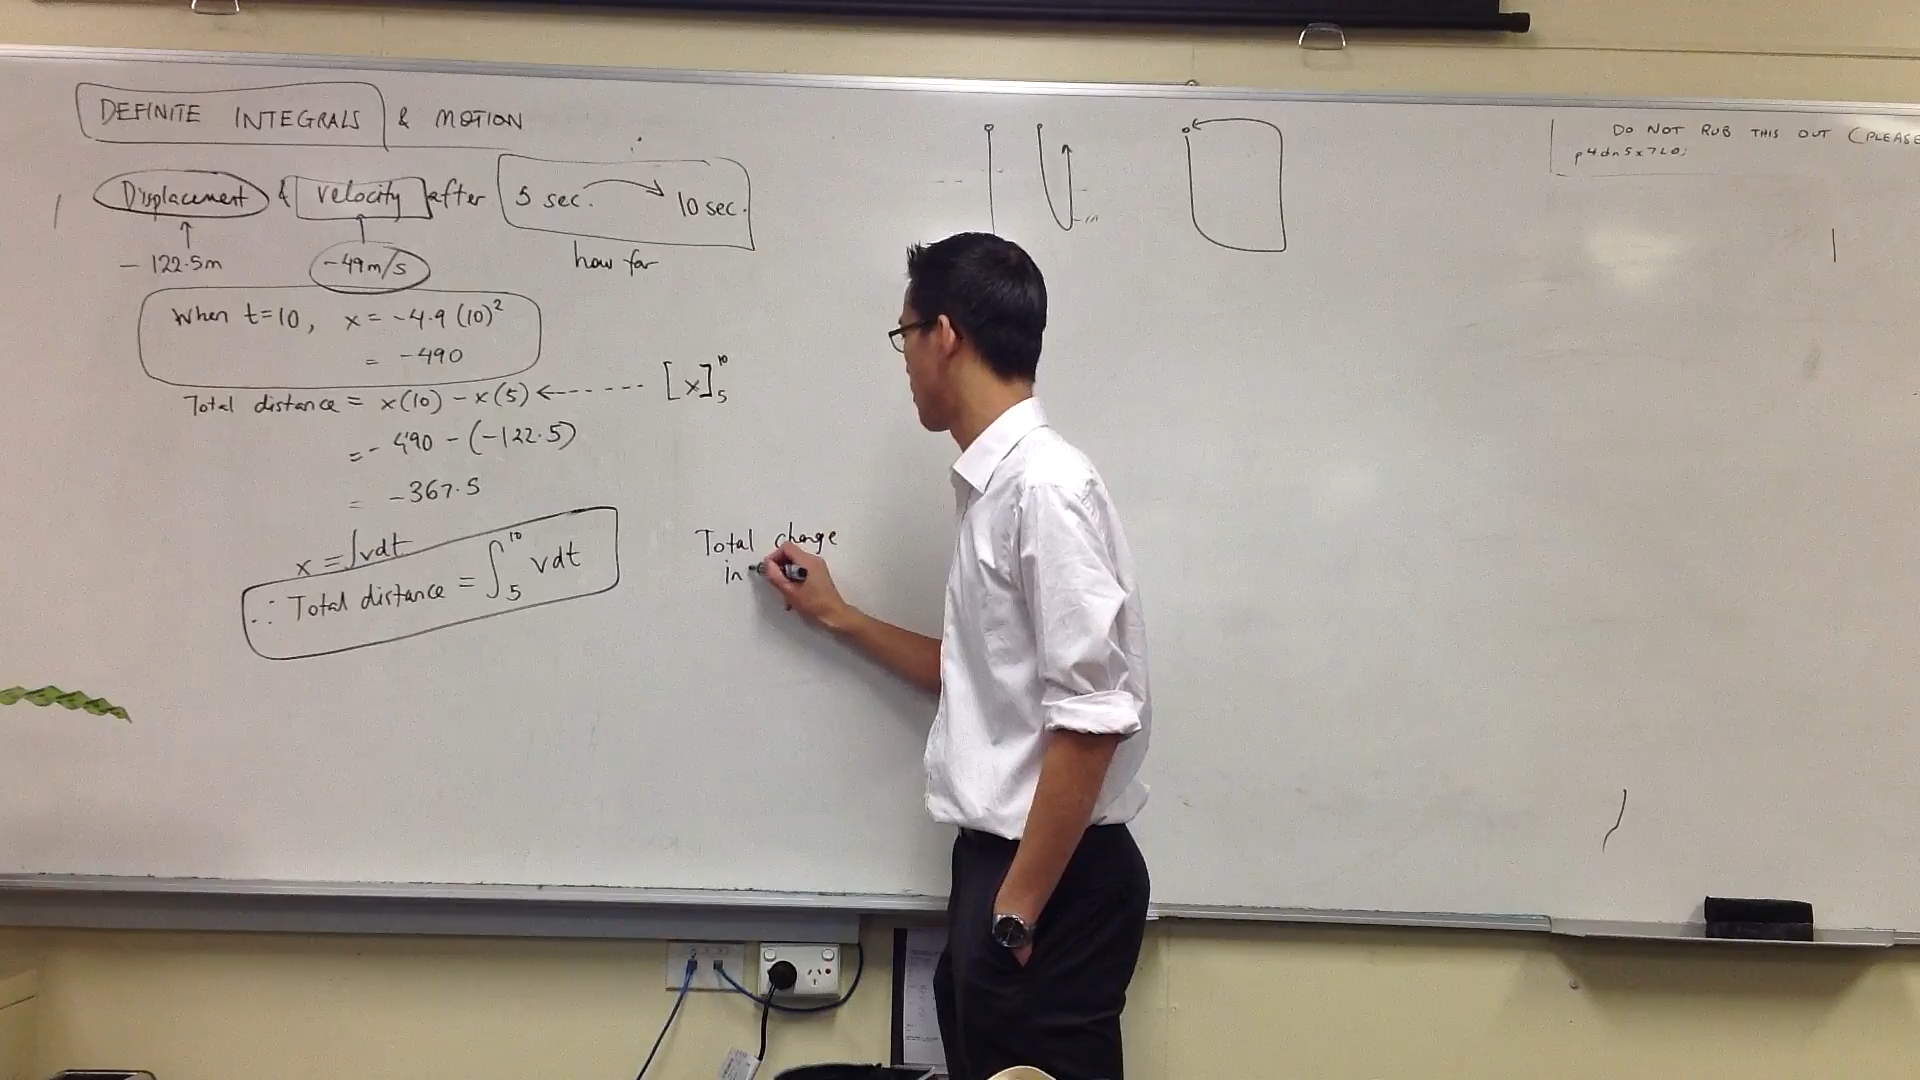 DEFINITE INTEGRALS & MOTION
Displacement & velocity after 5 sec. → 10 sec.
- 122.5m -49m/s how far
When t=10, x = -4.9 (10)²
= -490
Total distance = x(10) - x(5) ←------ [x]₅¹⁰
= - 490 - (-122.5)
= -367.5
x = ∫vdt
∴ Total distance = ∫₅¹⁰ vdt
Total change
in
DO NOT RUB THIS OUT (PLEASE